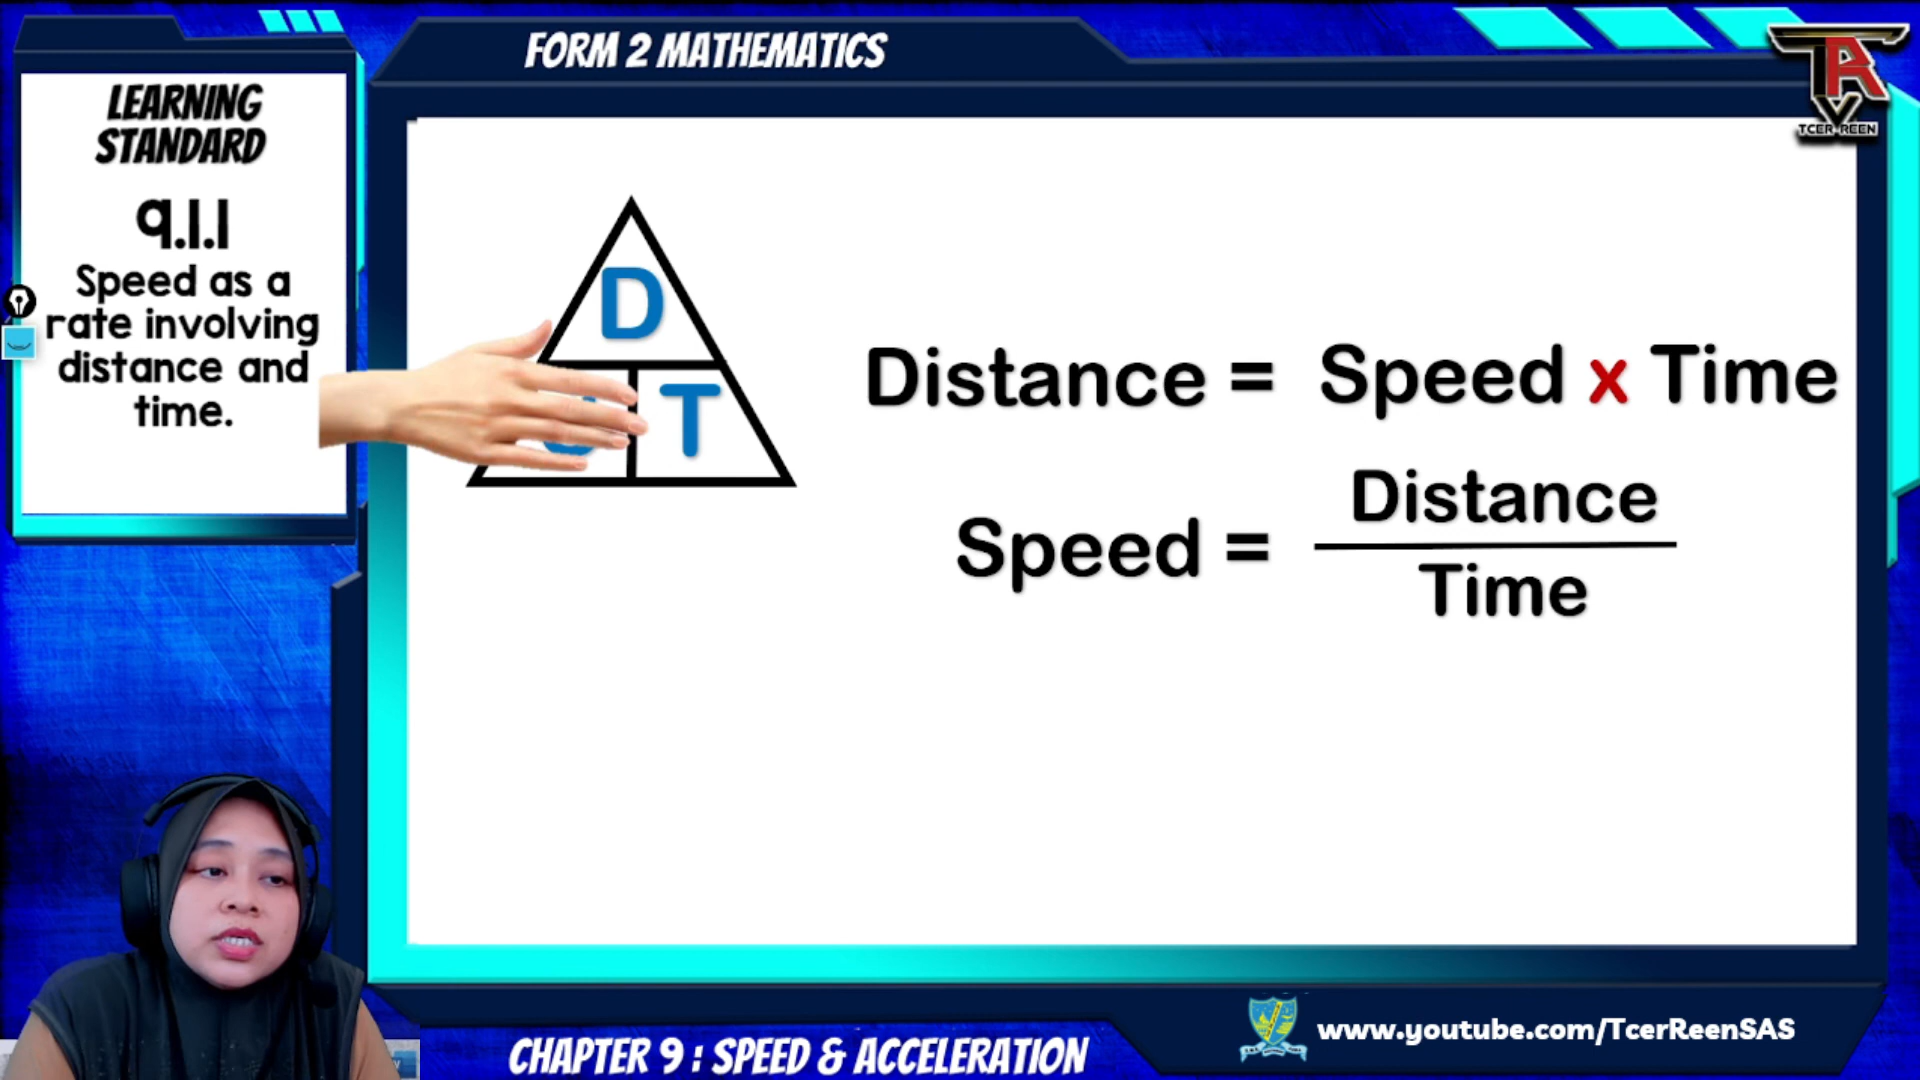 LEARNING
STANDARD
9.1.1
Speed as a
rate involving
distance and
time.
FORM 2 MATHEMATICS
TCER REEN
D
T
Distance = Speed x Time
Speed = Distance
Time
CHAPTER 9 : SPEED & ACCELERATION
www.youtube.com/TcerReenSAS